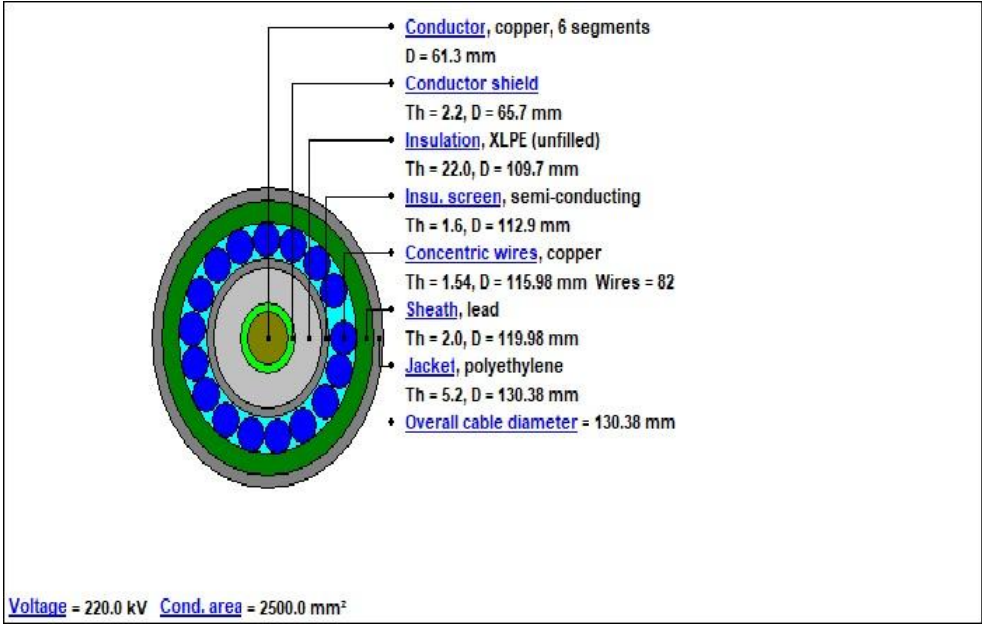 Conductor, copper, 6 segments
D = 61.3 mm
Conductor shield
Th = 2.2, D = 65.7 mm
Insulation, XLPE (unfilled)
Th = 22.0, D = 109.7 mm
Insu. screen, semi-conducting
Th = 1.6, D = 112.9 mm
Concentric wires, copper
Th = 1.54, D = 115.98 mm Wires = 82
Sheath, lead
Th = 2.0, D = 119.98 mm
Jacket, polyethylene
Th = 5.2, D = 130.38 mm
Overall cable diameter = 130.38 mm
Voltage = 220.0 kV Cond. area = 2500.0 mm²